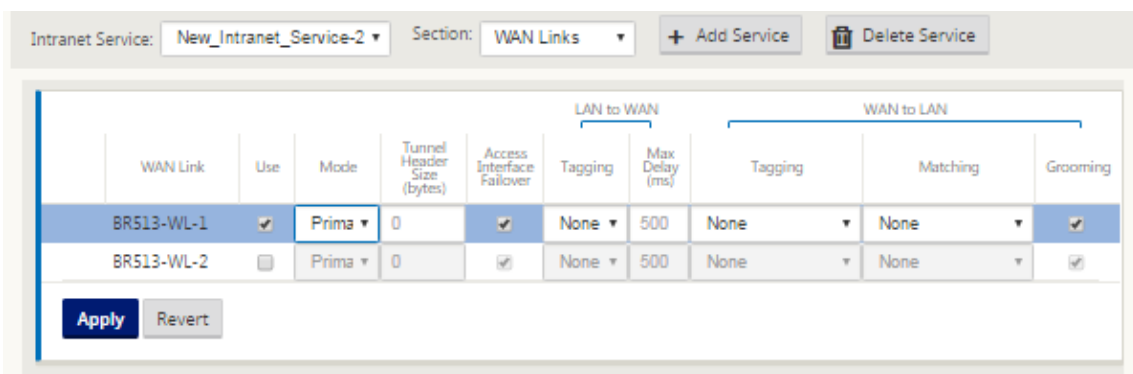 Intranet Service: New_Intranet_Service-2 Section: WAN Links + Add Service Delete Service
LAN to WAN WAN to LAN
WAN Link Use Mode Tunnel Header Size (bytes) Access Interface Failover Tagging Max Delay (ms) Tagging Matching Grooming
BR513-WL-1 Prima 0 None 500 None None
BR513-WL-2 Prima 0 None 500 None None
Apply Revert